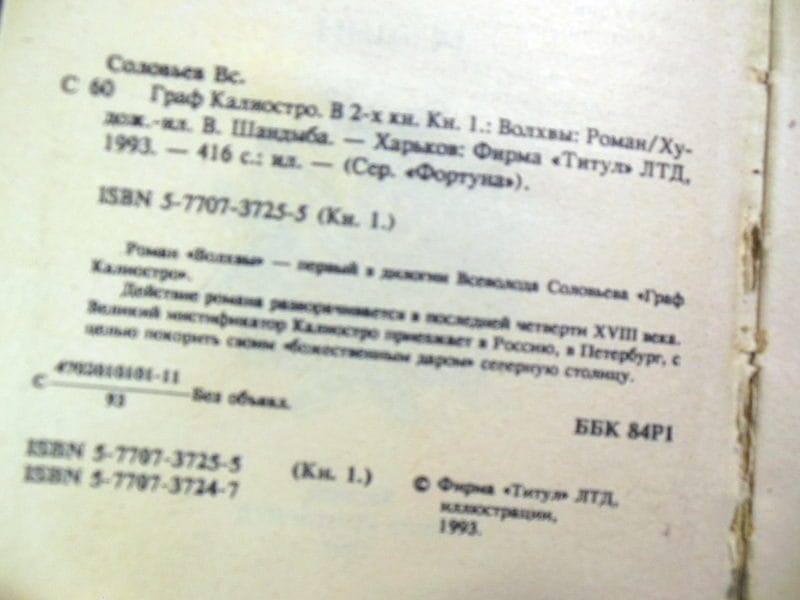 Соловьев Вс.
С 60 Граф Калиостро. В 2-х кн. Кн. 1.: Волхвы: Роман/Ху-
дож.-ил. В. Шандыба. — Харьков: Фирма «Титул» ЛТД,
1993. — 416 с.: ил. — (Сер. «Фортуна»).
ISBN 5-7707-3725-5 (Кн. 1.)
Роман «Волхвы» — первый в дилогии Всеволода Соловьева «Граф
Калиостро».
Действие романа разворачивается в последней четверти XVIII века.
Великий мистификатор Калиостро приезжает в Россию, в Петербург, с
целью покорить своим «божественным даром» северную столицу.
4702010101-11
С Без объявл.
93
ББК 84Р1
ISBN 5-7707-3725-5 (Кн. 1.)
ISBN 5-7707-3724-7
© Фирма «Титул» ЛТД,
иллюстрации,
1993.